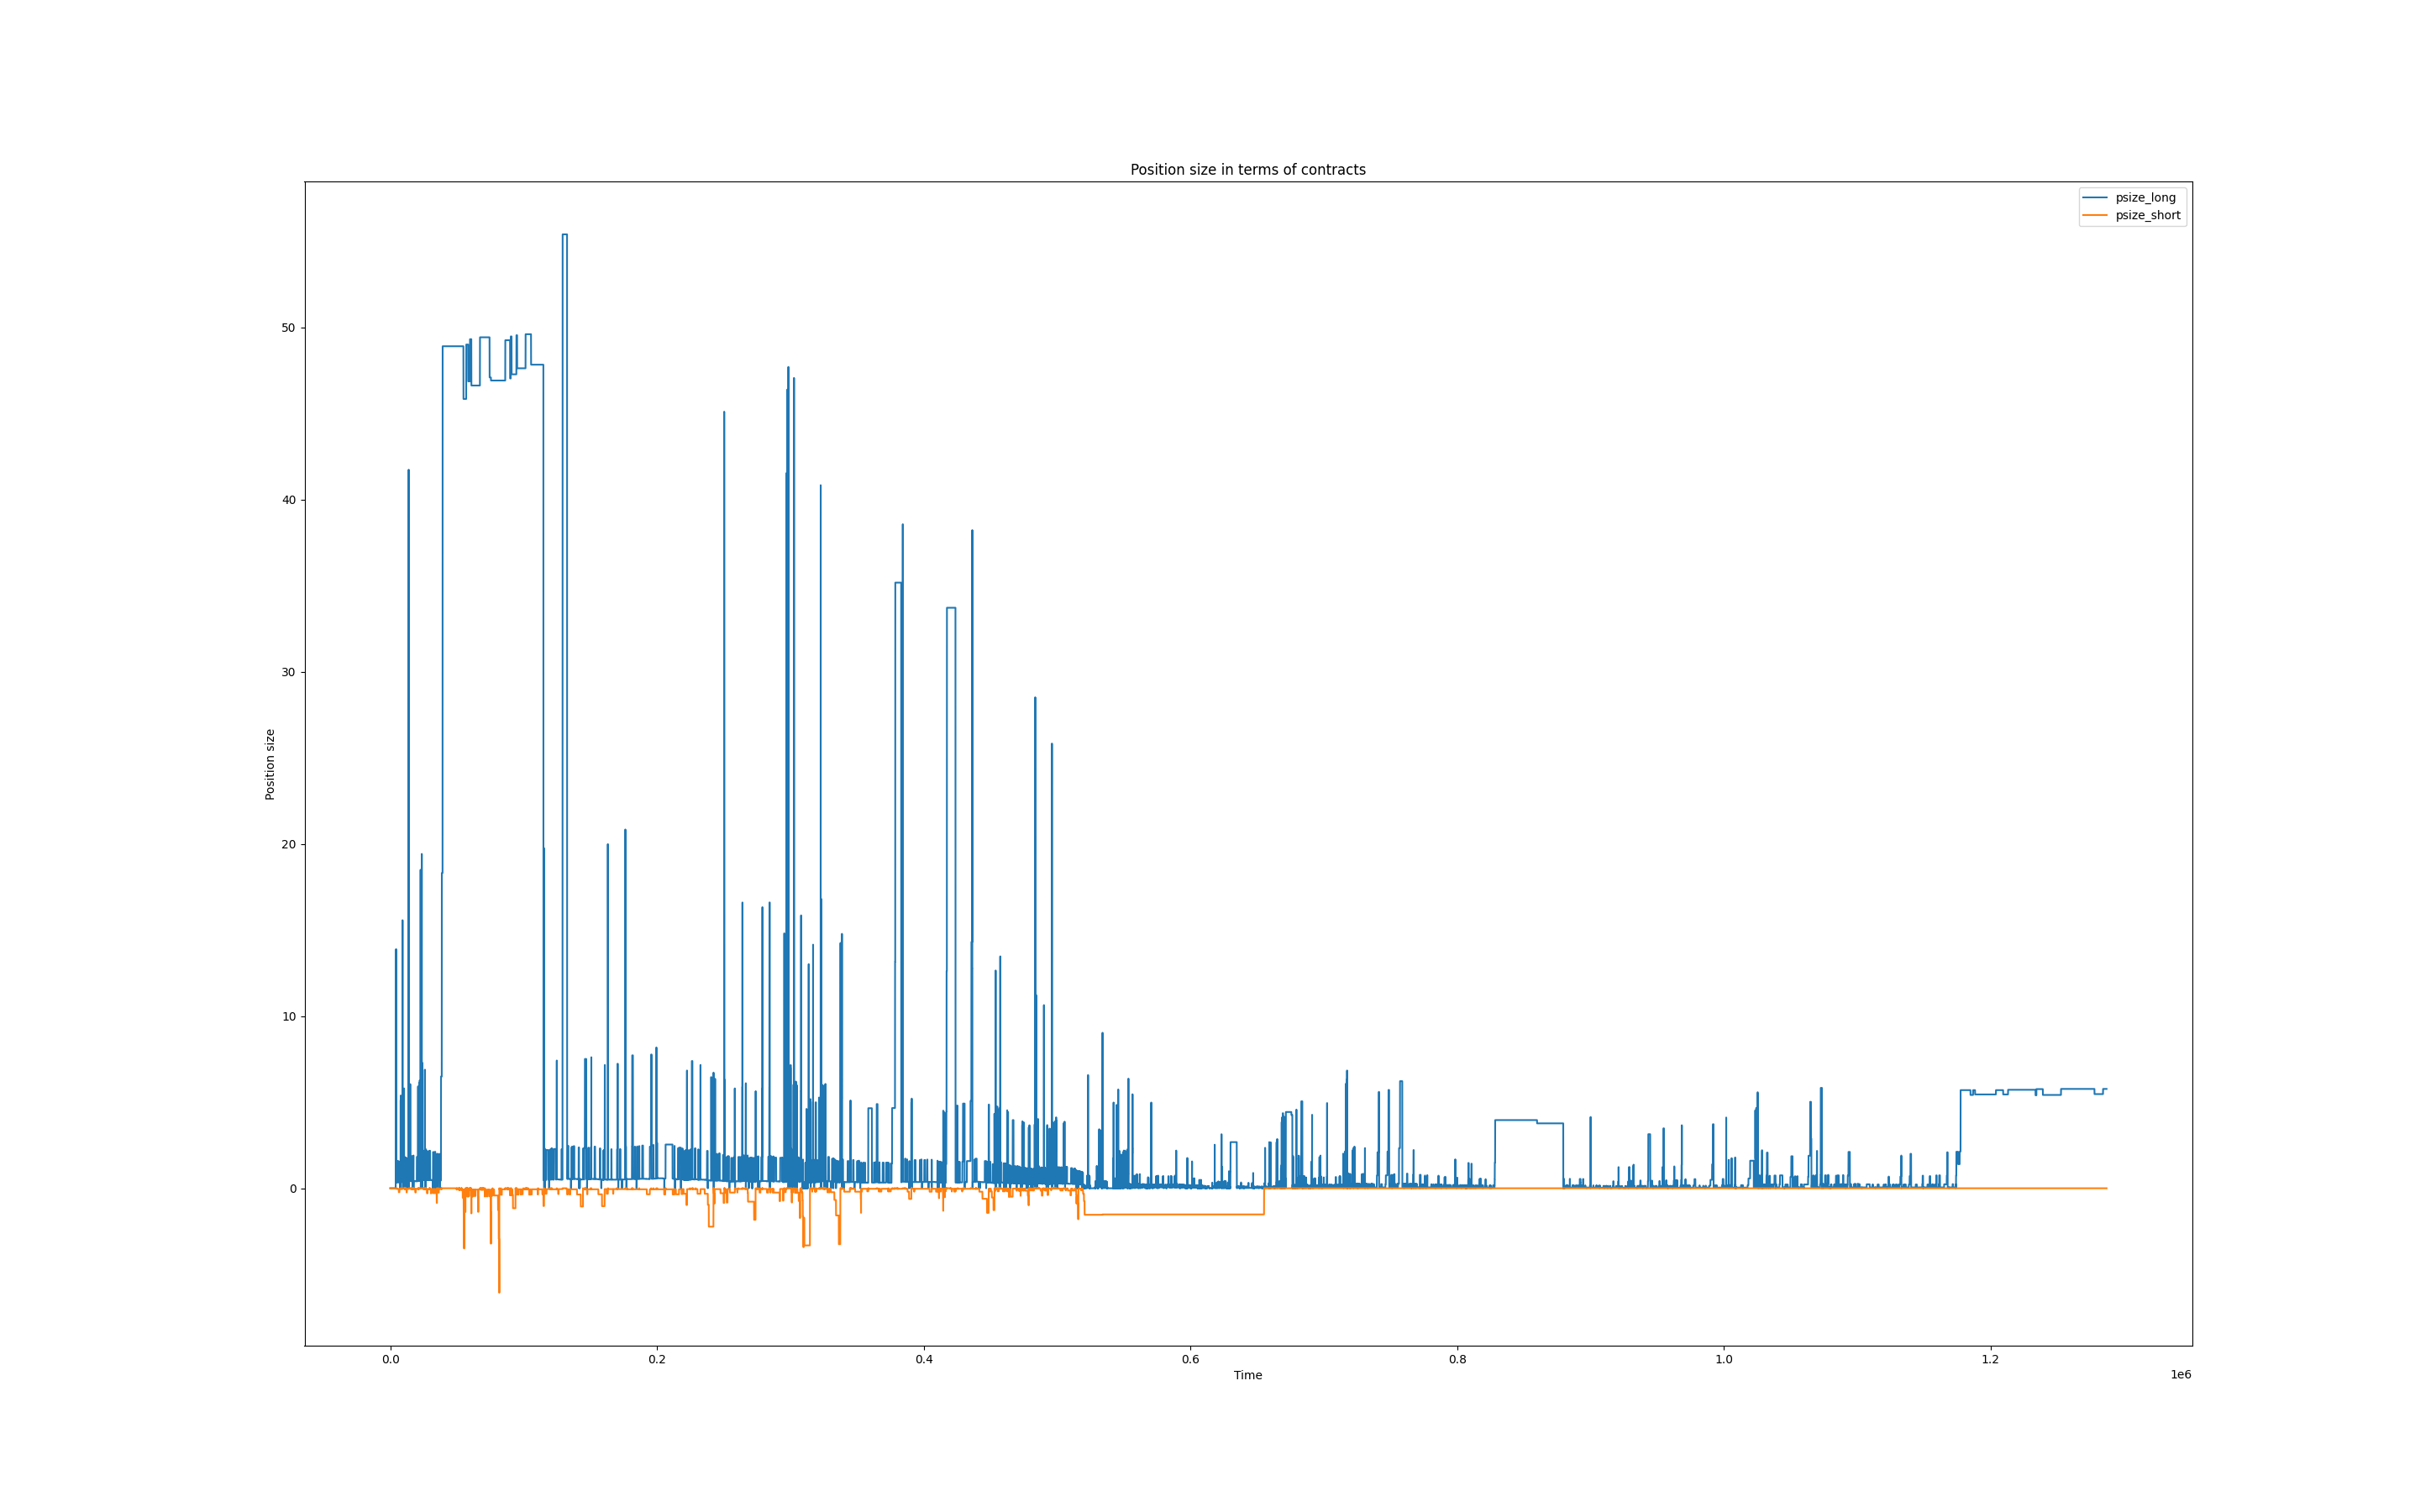 Position size in terms of contracts
psize_long
psize_short
50
40
30
20
10
0
Position size
0.0 0.2 0.4 0.6 0.8 1.0 1.2
Time
1e6